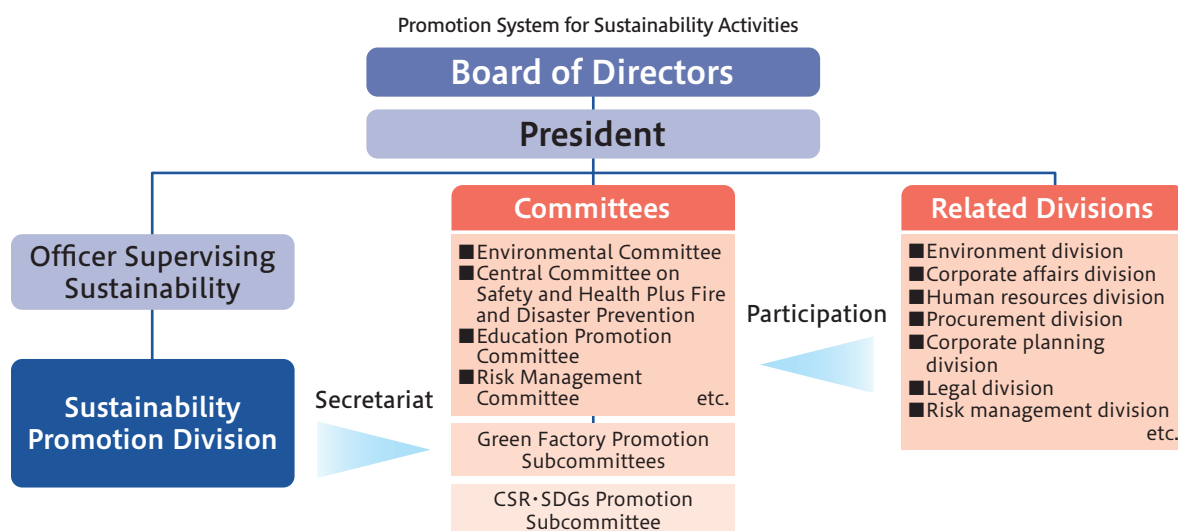 Promotion System for Sustainability Activities
Board of Directors
President
Officer Supervising
Sustainability
Sustainability
Promotion Division
Secretariat
Committees
■Environmental Committee
■Central Committee on
Safety and Health Plus Fire
and Disaster Prevention
■Education Promotion
Committee
■Risk Management
Committee etc.
Green Factory Promotion
Subcommittees
CSR・SDGs Promotion
Subcommittee
Participation
Related Divisions
■Environment division
■Corporate affairs division
■Human resources division
■Procurement division
■Corporate planning
division
■Legal division
■Risk management division
etc.